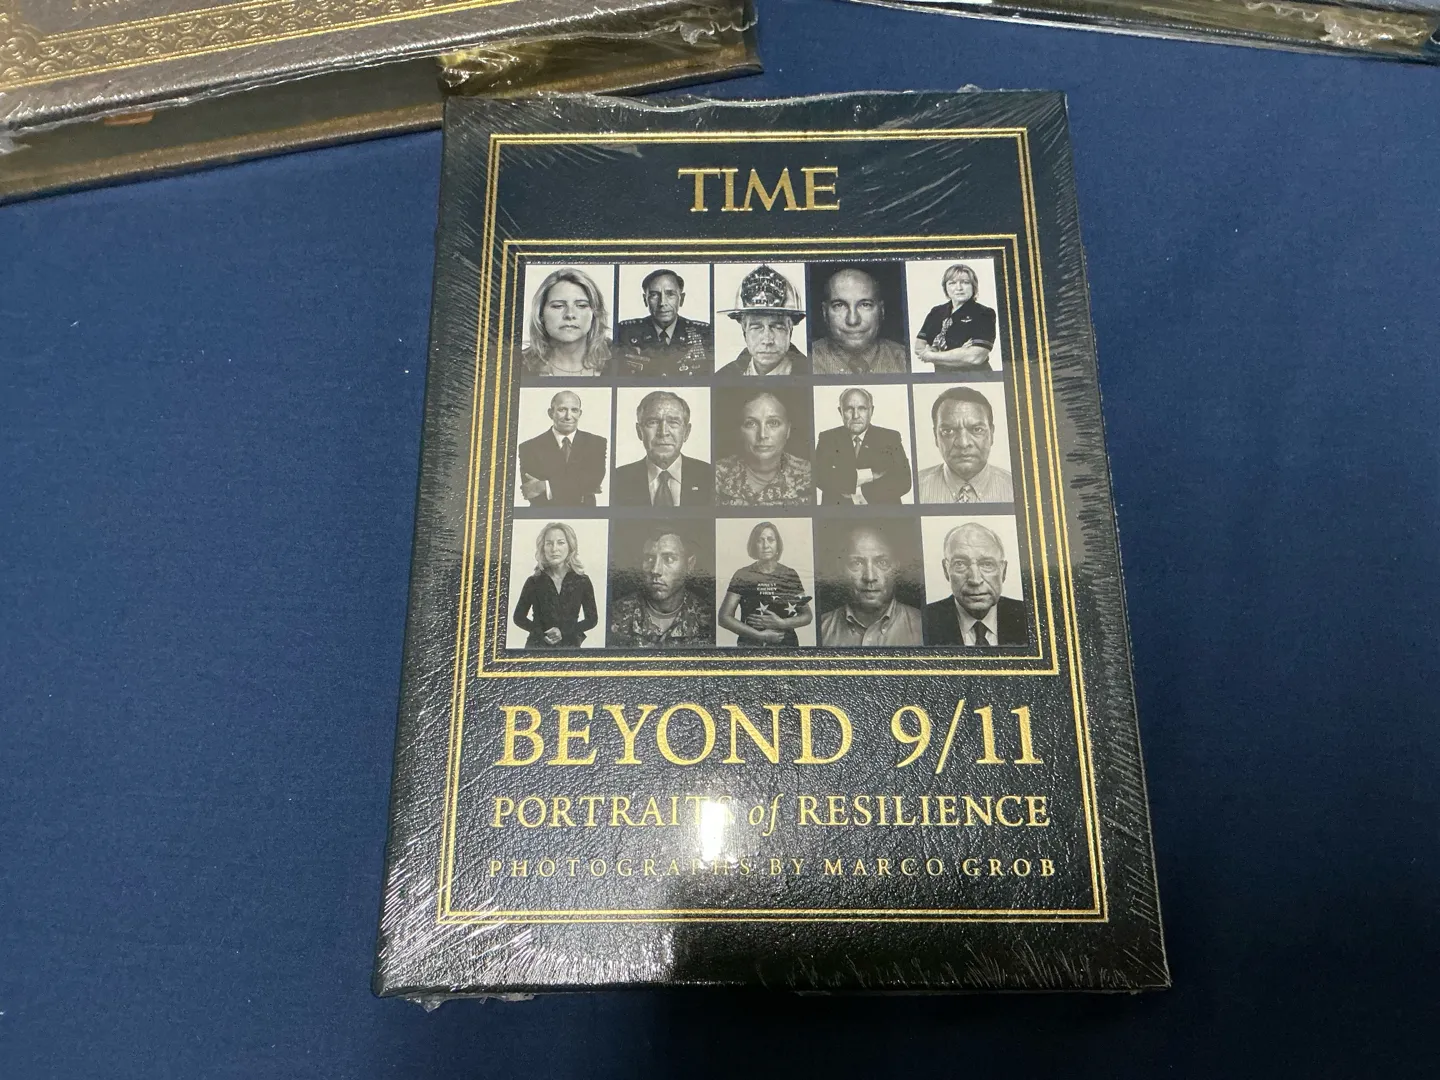 TIME
BEYOND 9/11
PORTRAITS of RESILIENCE
PHOTOGRAPHS BY MARCO GROB